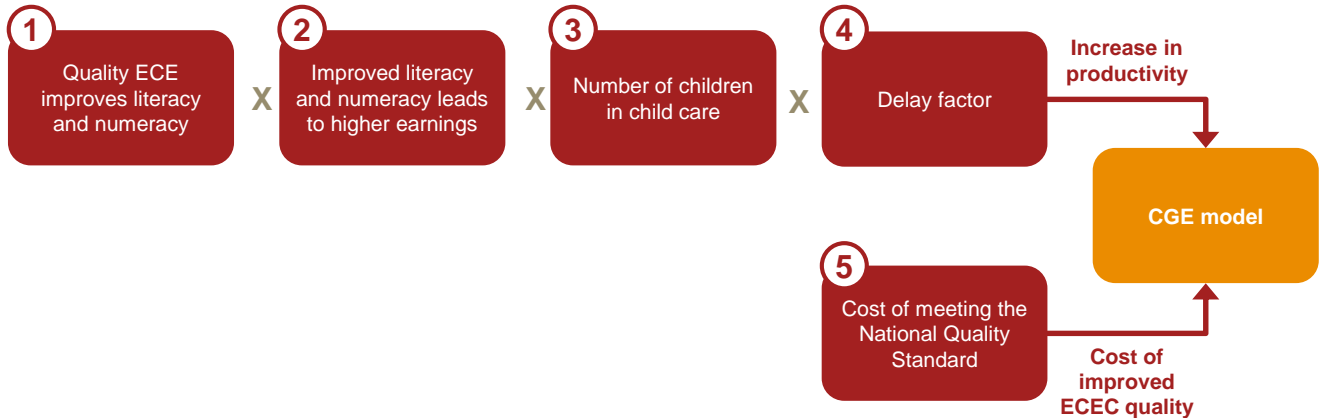 1
Quality ECE
improves literacy
and numeracy
X
2
Improved literacy
and numeracy leads
to higher earnings
X
3
Number of children
in child care
X
4
Delay factor
Increase in
productivity
CGE model
5
Cost of meeting the
National Quality
Standard
Cost of
improved
ECEC quality